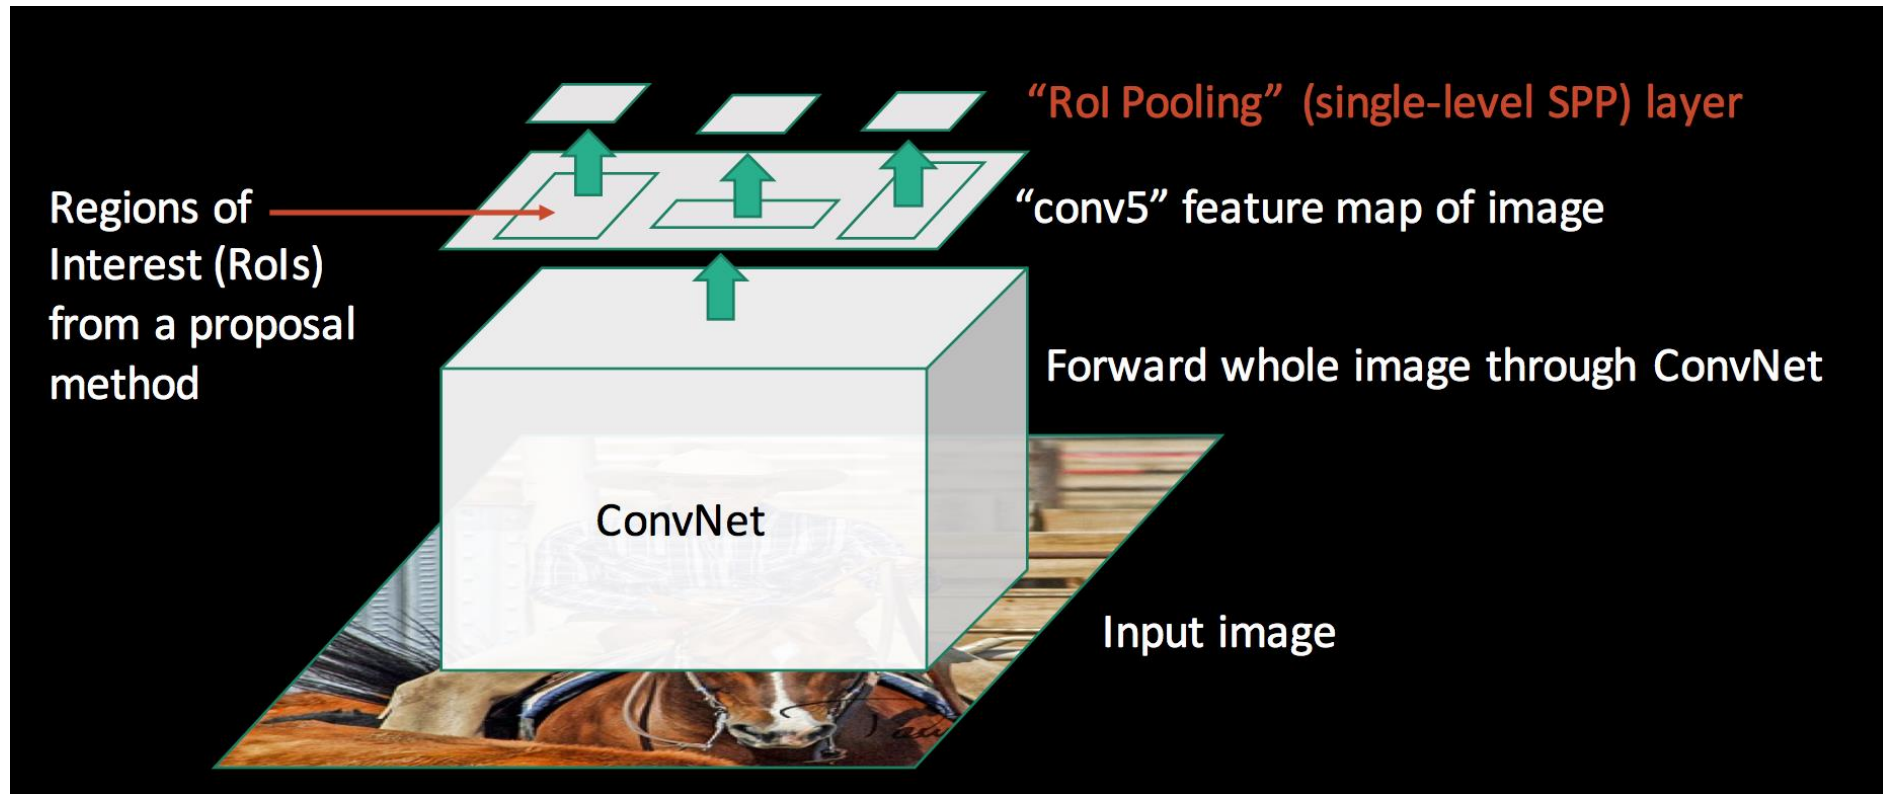 “RoI Pooling” (single-level SPP) layer
Regions of
Interest (RoIs)
from a proposal
method
“conv5” feature map of image
Forward whole image through ConvNet
ConvNet
Input image